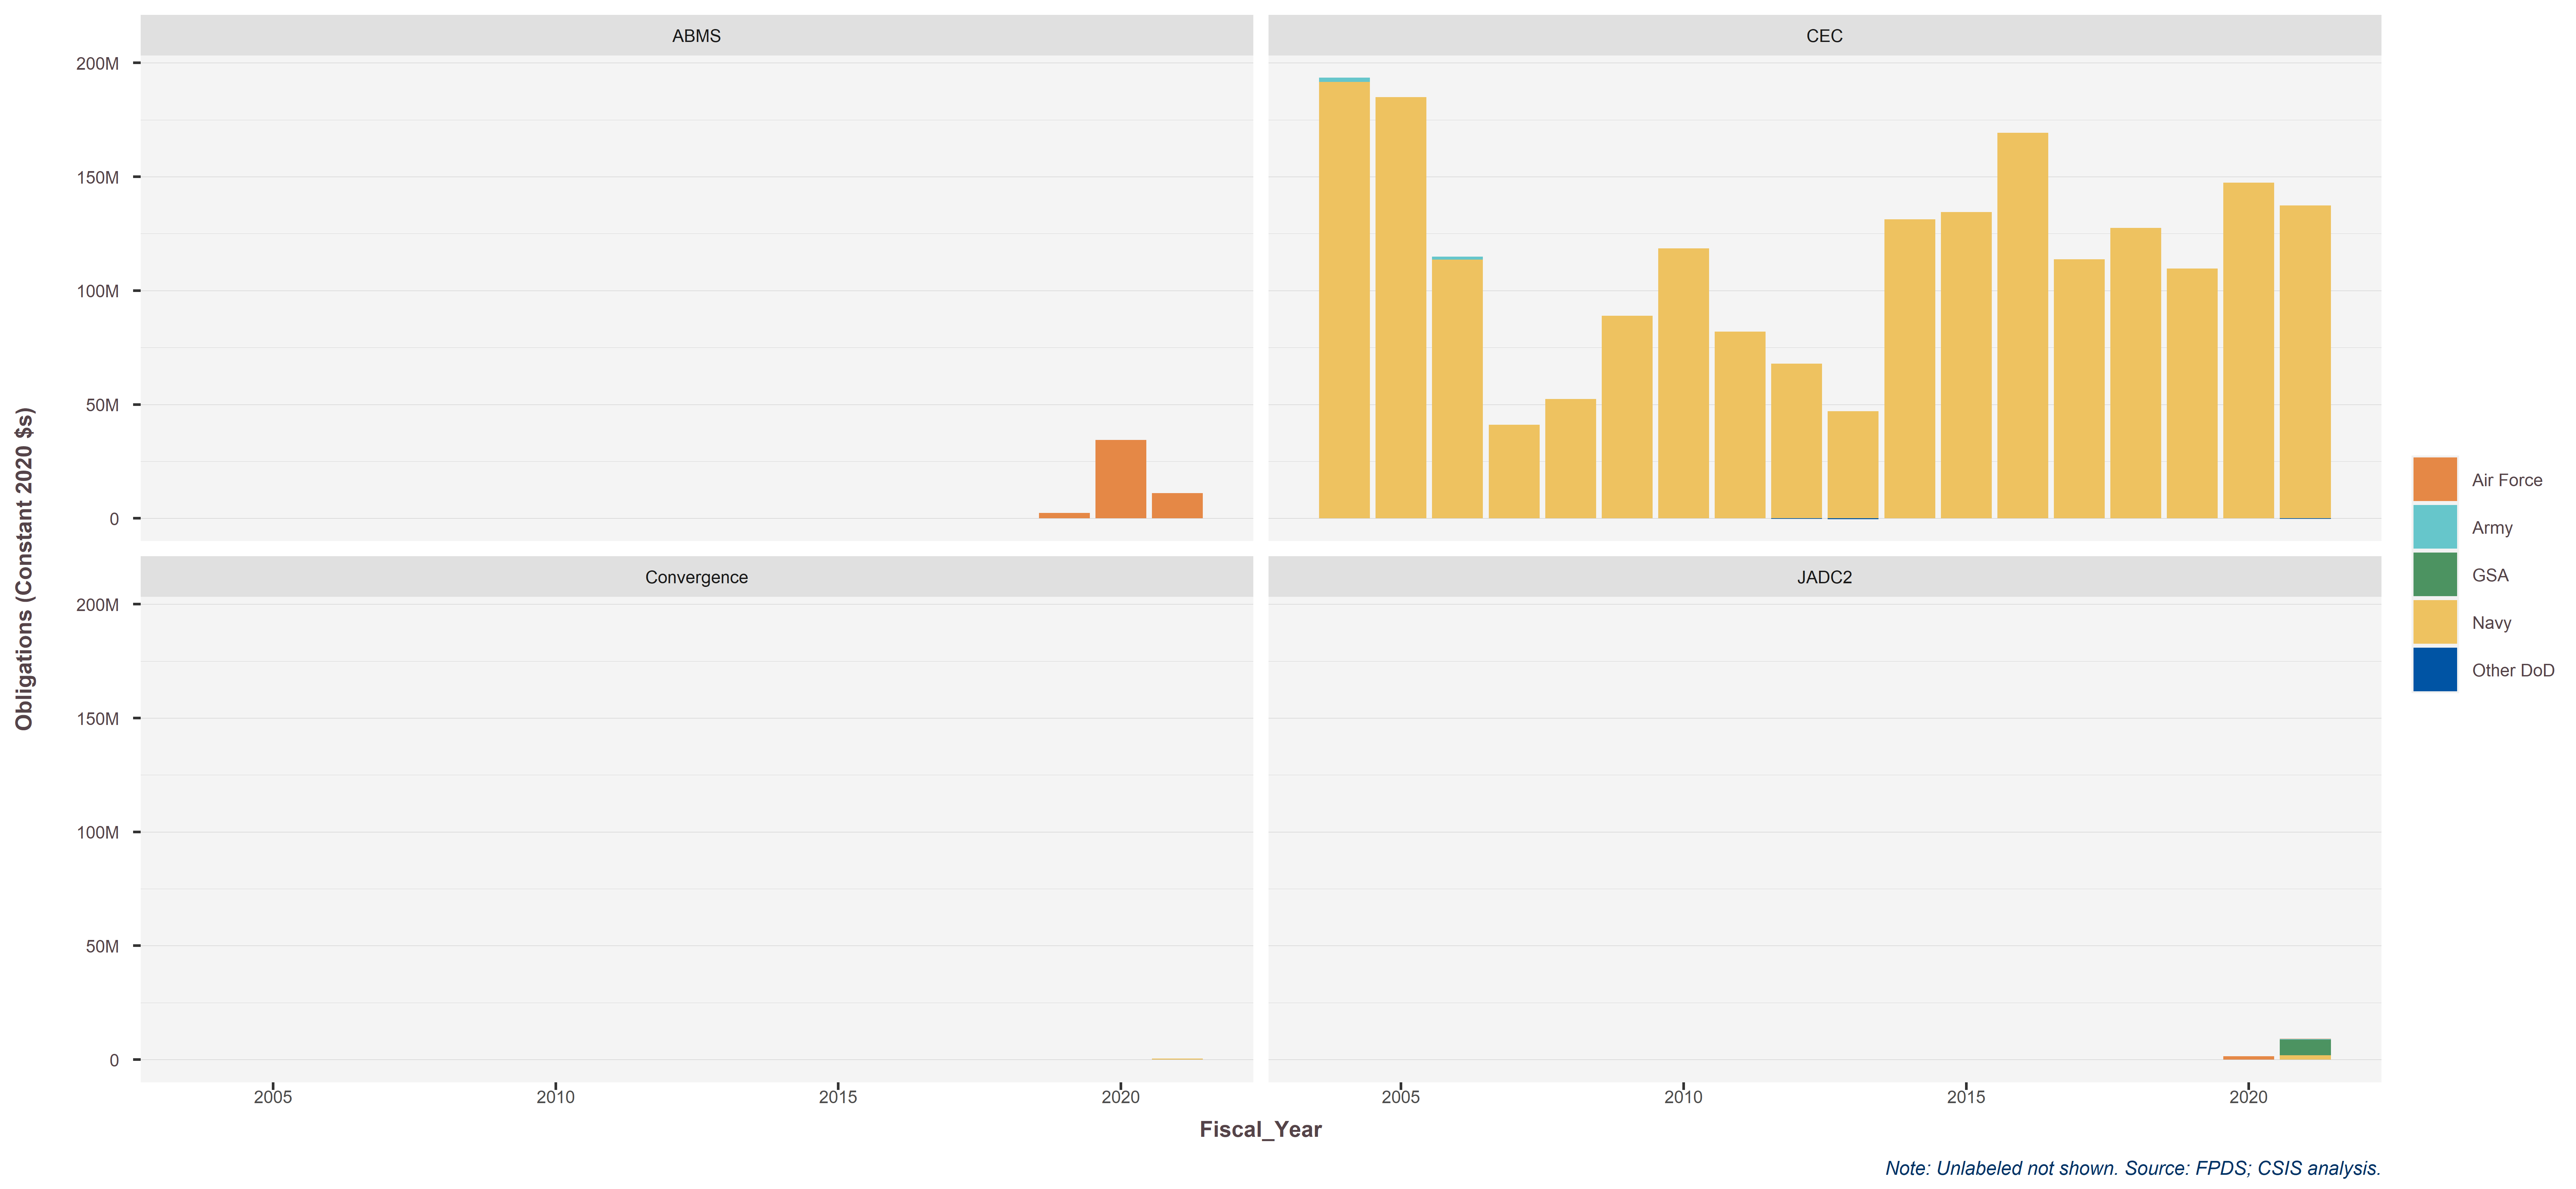 ABMS
CEC
200M
150M
100M
50M
0
Convergence
JADC2
200M
150M
100M
50M
0
2005
2010
2015
2020
2005
2010
2015
2020
Obligations (Constant 2020 $s)
Fiscal_Year
Air Force
Army
GSA
Navy
Other DoD
Note: Unlabeled not shown. Source: FPDS; CSIS analysis.